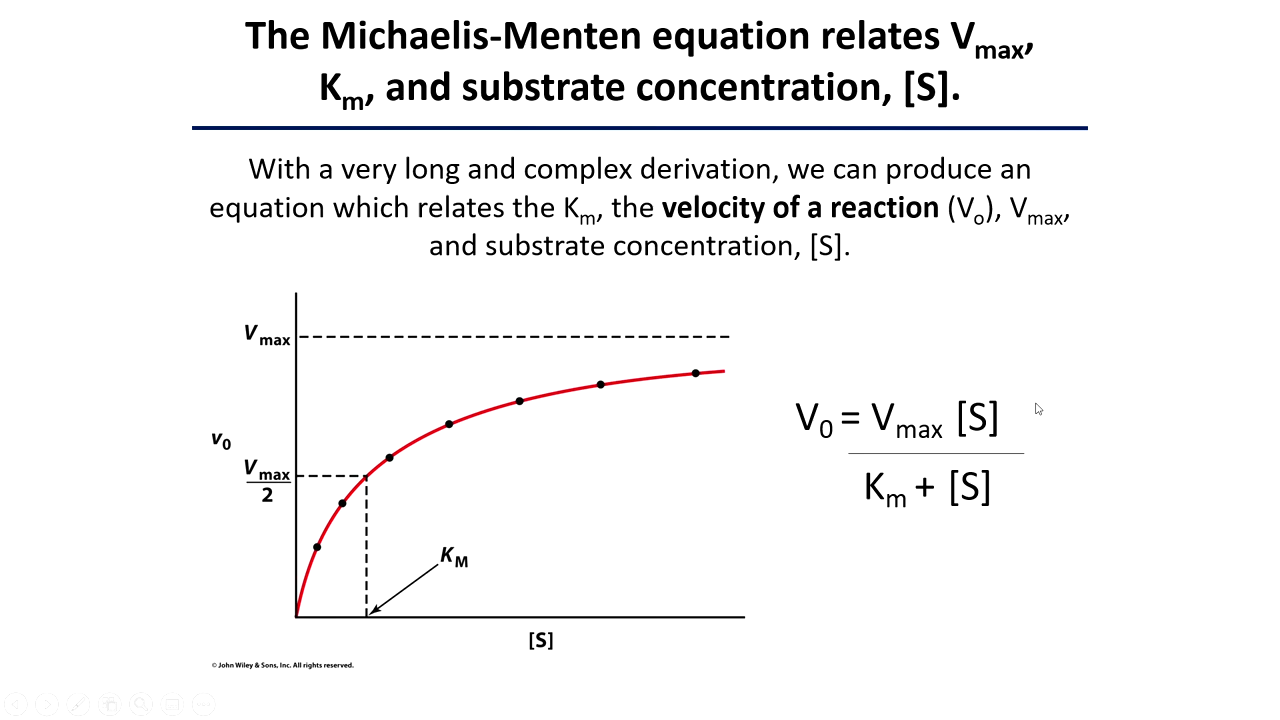 The Michaelis-Menten equation relates Vmax,
Km, and substrate concentration, [S].
With a very long and complex derivation, we can produce an
equation which relates the Km, the velocity of a reaction (Vo), Vmax,
and substrate concentration, [S].
Vmax
v0
Vmax
2
KM
[S]
© John Wiley & Sons, Inc. All rights reserved.
V0 = Vmax [S]
Km + [S]